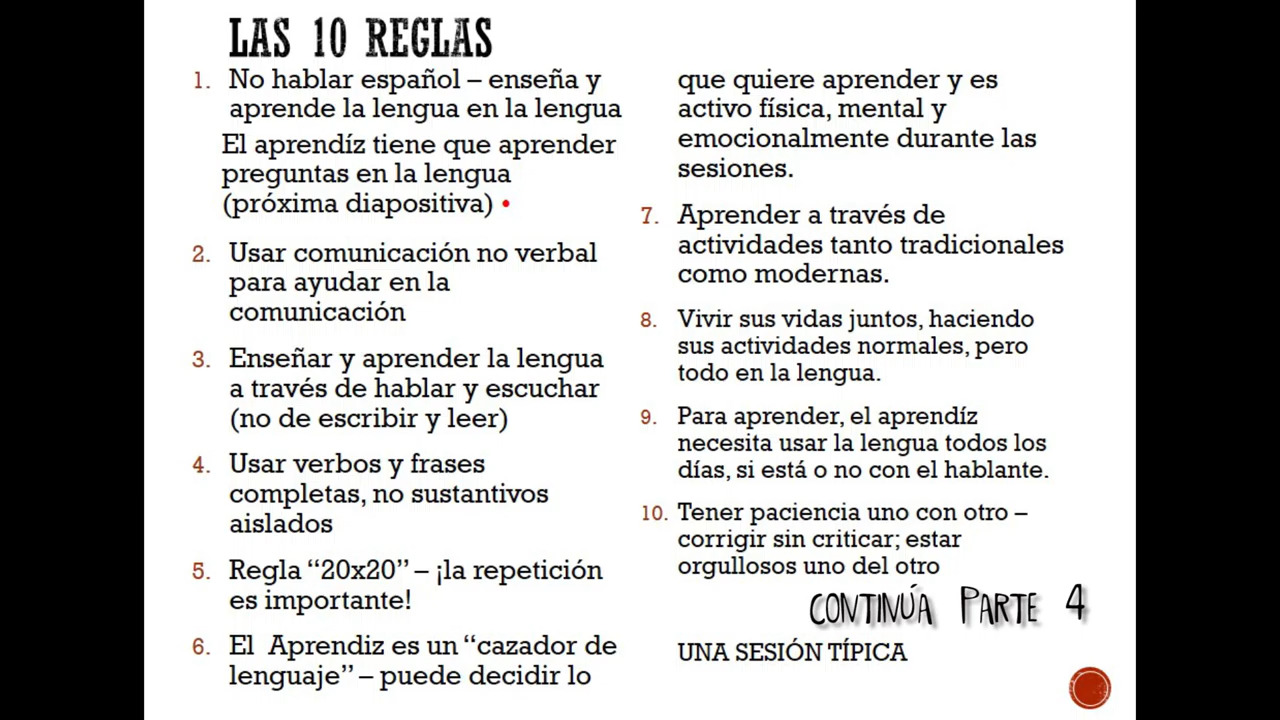 LAS 10 REGLAS
1. No hablar español – enseña y
aprende la lengua en la lengua
El aprendíz tiene que aprender
preguntas en la lengua
(próxima diapositiva) •
2. Usar comunicación no verbal
para ayudar en la
comunicación
3. Enseñar y aprender la lengua
a través de hablar y escuchar
(no de escribir y leer)
4. Usar verbos y frases
completas, no sustantivos
aislados
5. Regla “20x20” – ¡la repetición
es importante!
6. El Aprendiz es un “cazador de
lenguaje” – puede decidir lo
que quiere aprender y es
activo física, mental y
emocionalmente durante las
sesiones.
7. Aprender a través de
actividades tanto tradicionales
como modernas.
8. Vivir sus vidas juntos, haciendo
sus actividades normales, pero
todo en la lengua.
9. Para aprender, el aprendíz
necesita usar la lengua todos los
días, si está o no con el hablante.
10. Tener paciencia uno con otro –
corrigir sin criticar; estar
orgullosos uno del otro
CONTINÚA PARTE 4
UNA SESIÓN TÍPICA